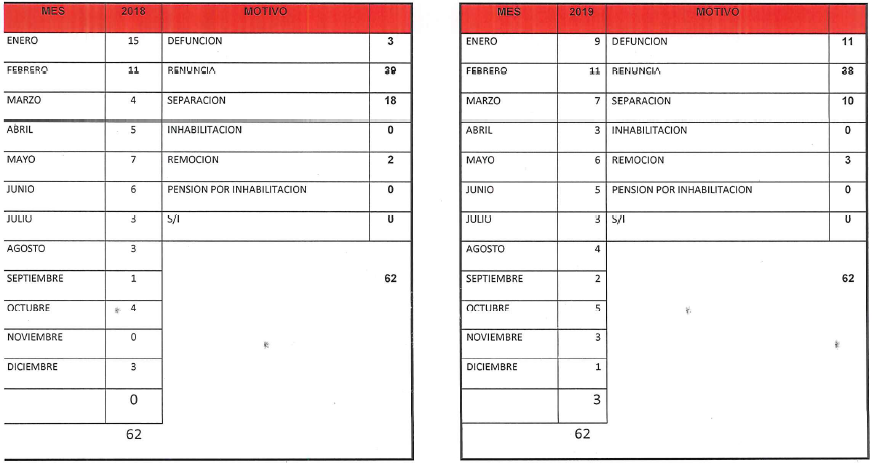 MES 2018 MOTIVO
ENERO 15 DEFUNCION 3
FEBRERO 11 RENUNCIA 39
MARZO 4 SEPARACION 18
ABRIL 5 INHABILITACION 0
MAYO 7 REMOCION 2
JUNIO 6 PENSION POR INHABILITACION 0
JULIO 3 S/I 0
AGOSTO 3
SEPTIEMBRE 1 62
OCTUBRE 4
NOVIEMBRE 0
DICIEMBRE 3
0
62
MES 2019 MOTIVO
ENERO 9 DEFUNCION 11
FEBRERO 11 RENUNCIA 38
MARZO 7 SEPARACION 10
ABRIL 3 INHABILITACION 0
MAYO 6 REMOCION 3
JUNIO 5 PENSION POR INHABILITACION 0
JULIO 3 S/I 0
AGOSTO 4
SEPTIEMBRE 2 62
OCTUBRE 5
NOVIEMBRE 3
DICIEMBRE 1
3
62